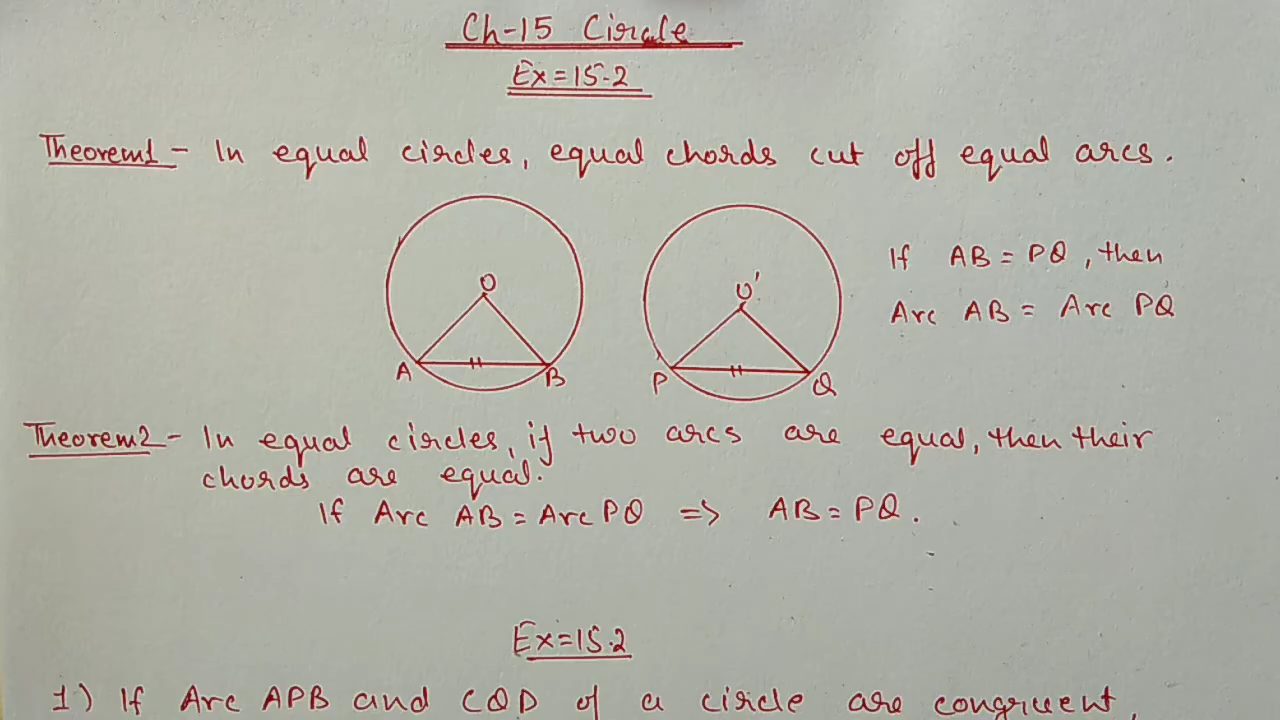 Ch-15 Circle
Ex=15.2
Theorem1 - In equal circles, equal chords cut off equal arcs.
O
O'
A
B
P
Q
If AB = PQ, then
Arc AB = Arc PQ
Theorem2 - In equal circles, if two arcs are equal, then their
chords are equal.
If Arc AB = Arc PQ => AB = PQ.
Ex=15.2
1) If Arc APB and CQD of a circle are congruent,